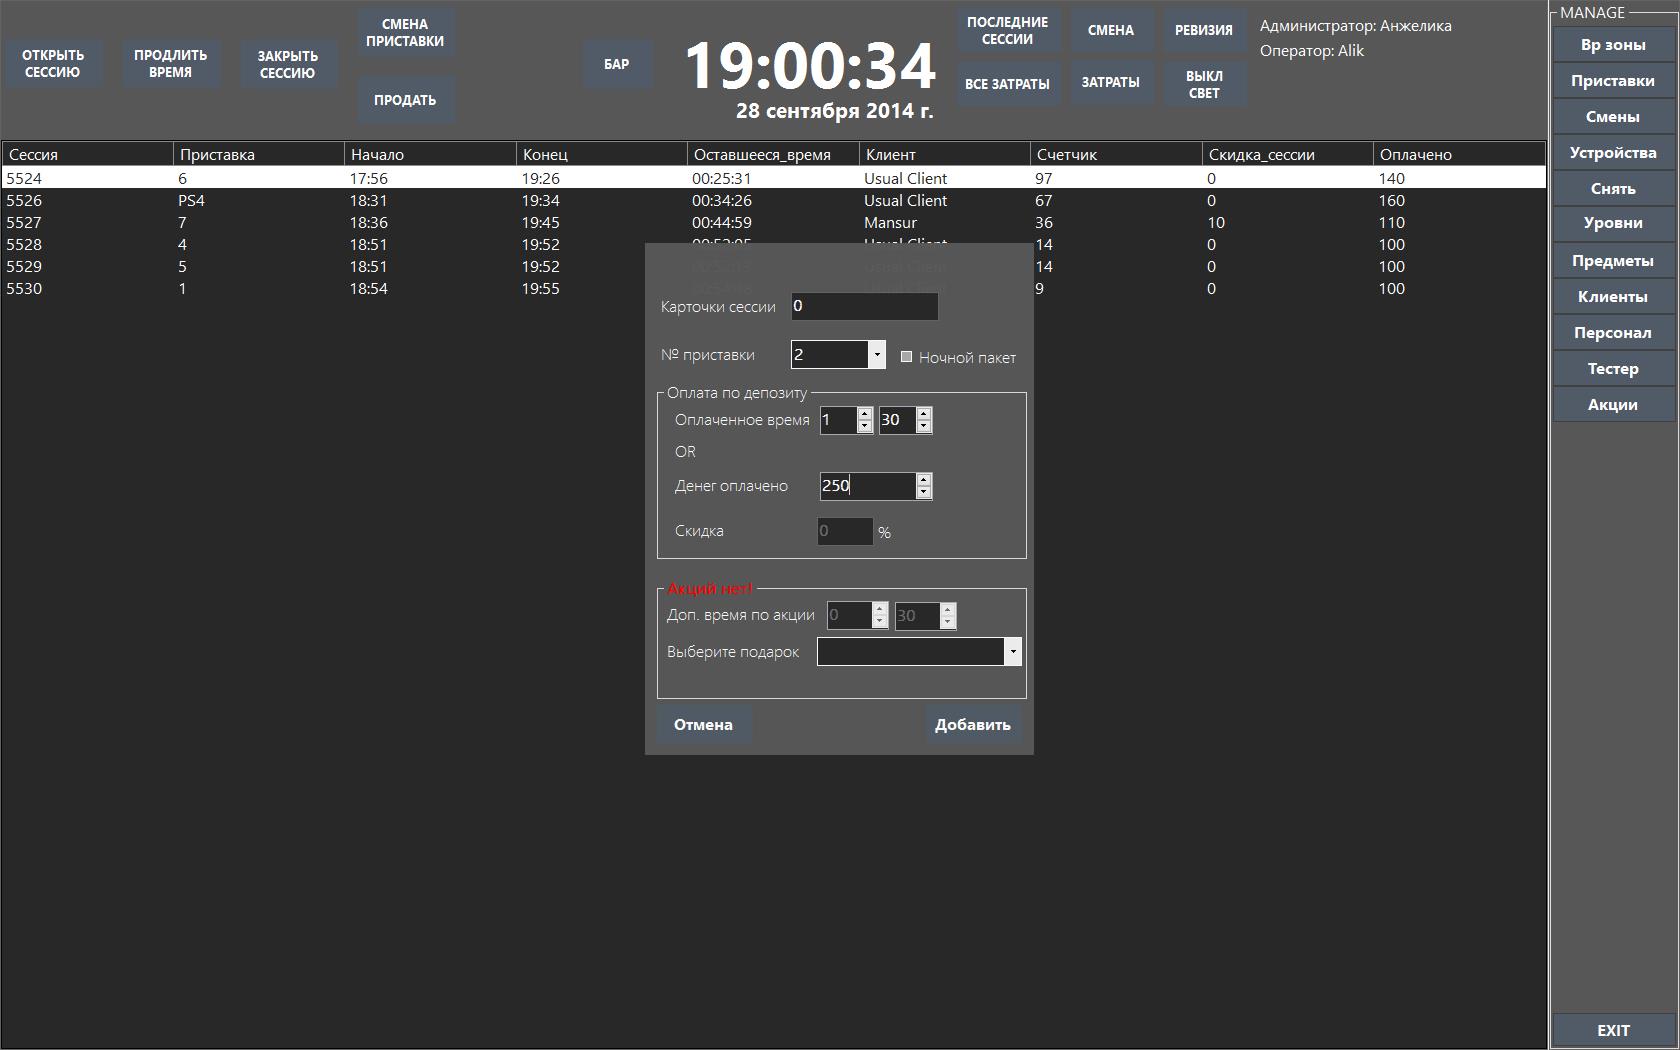 ОТКРЫТЬ
СЕССИЮ
ПРОДЛИТЬ
ВРЕМЯ
ЗАКРЫТЬ
СЕССИЮ
СМЕНА
ПРИСТАВКИ
ПРОДАТЬ
БАР
19:00:34
28 сентября 2014 г.
ПОСЛЕДНИЕ
СЕССИИ
СМЕНА
РЕВИЗИЯ
ВСЕ ЗАТРАТЫ
ЗАТРАТЫ
ВЫКЛ
СВЕТ
Администратор: Анжелика
Оператор: Alik
Сессия Приставка Начало Конец Оставшееся_время Клиент Счетчик Скидка_сессии Оплачено
5524 6 17:56 19:26 00:25:31 Usual Client 97 0 140
5526 PS4 18:31 19:34 00:34:26 Usual Client 67 0 160
5527 7 18:36 19:45 00:44:59 Mansur 36 10 110
5528 4 18:51 19:52 Usual Client 14 0 100
5529 5 18:51 19:52 Usual Client 14 0 100
5530 1 18:54 19:55 9 0 100
Карточки сессии 0
№ приставки 2 Ночной пакет
Оплата по депозиту
Оплаченное время 1 30
OR
Денег оплачено 250
Скидка 0 %
Акций нет!
Доп. время по акции 0 30
Выберите подарок
Отмена Добавить
MANAGE
Вр зоны
Приставки
Смены
Устройства
Снять
Уровни
Предметы
Клиенты
Персонал
Тестер
Акции
EXIT